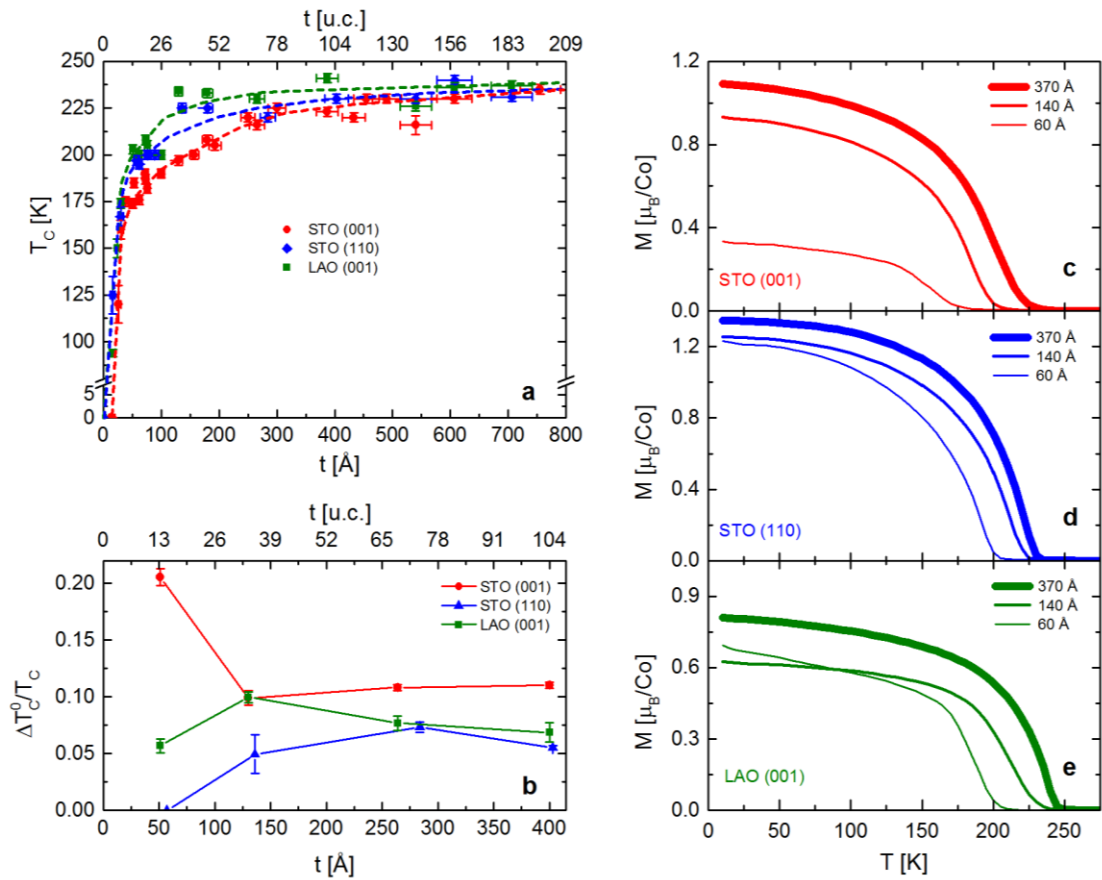 t [u.c.]
0 26 52 78 104 130 156 183 209
250
225
200
175
150
125
100
5
0
T_C [K]
STO (001)
STO (110)
LAO (001)
a
0 100 200 300 400 500 600 700 800
t [Å]
t [u.c.]
0 13 26 39 52 65 78 91 104
0.20
0.15
0.10
0.05
0.00
ΔT_C^0/T_C
STO (001)
STO (110)
LAO (001)
b
0 50 100 150 200 250 300 350 400
t [Å]
1.2
0.8
0.4
0.0
M [μ_B/Co]
370 Å
140 Å
60 Å
STO (001)
c
1.2
0.8
0.4
0.0
M [μ_B/Co]
370 Å
140 Å
60 Å
STO (110)
d
0.9
0.6
0.3
0.0
M [μ_B/Co]
370 Å
140 Å
60 Å
LAO (001)
e
0 50 100 150 200 250
T [K]